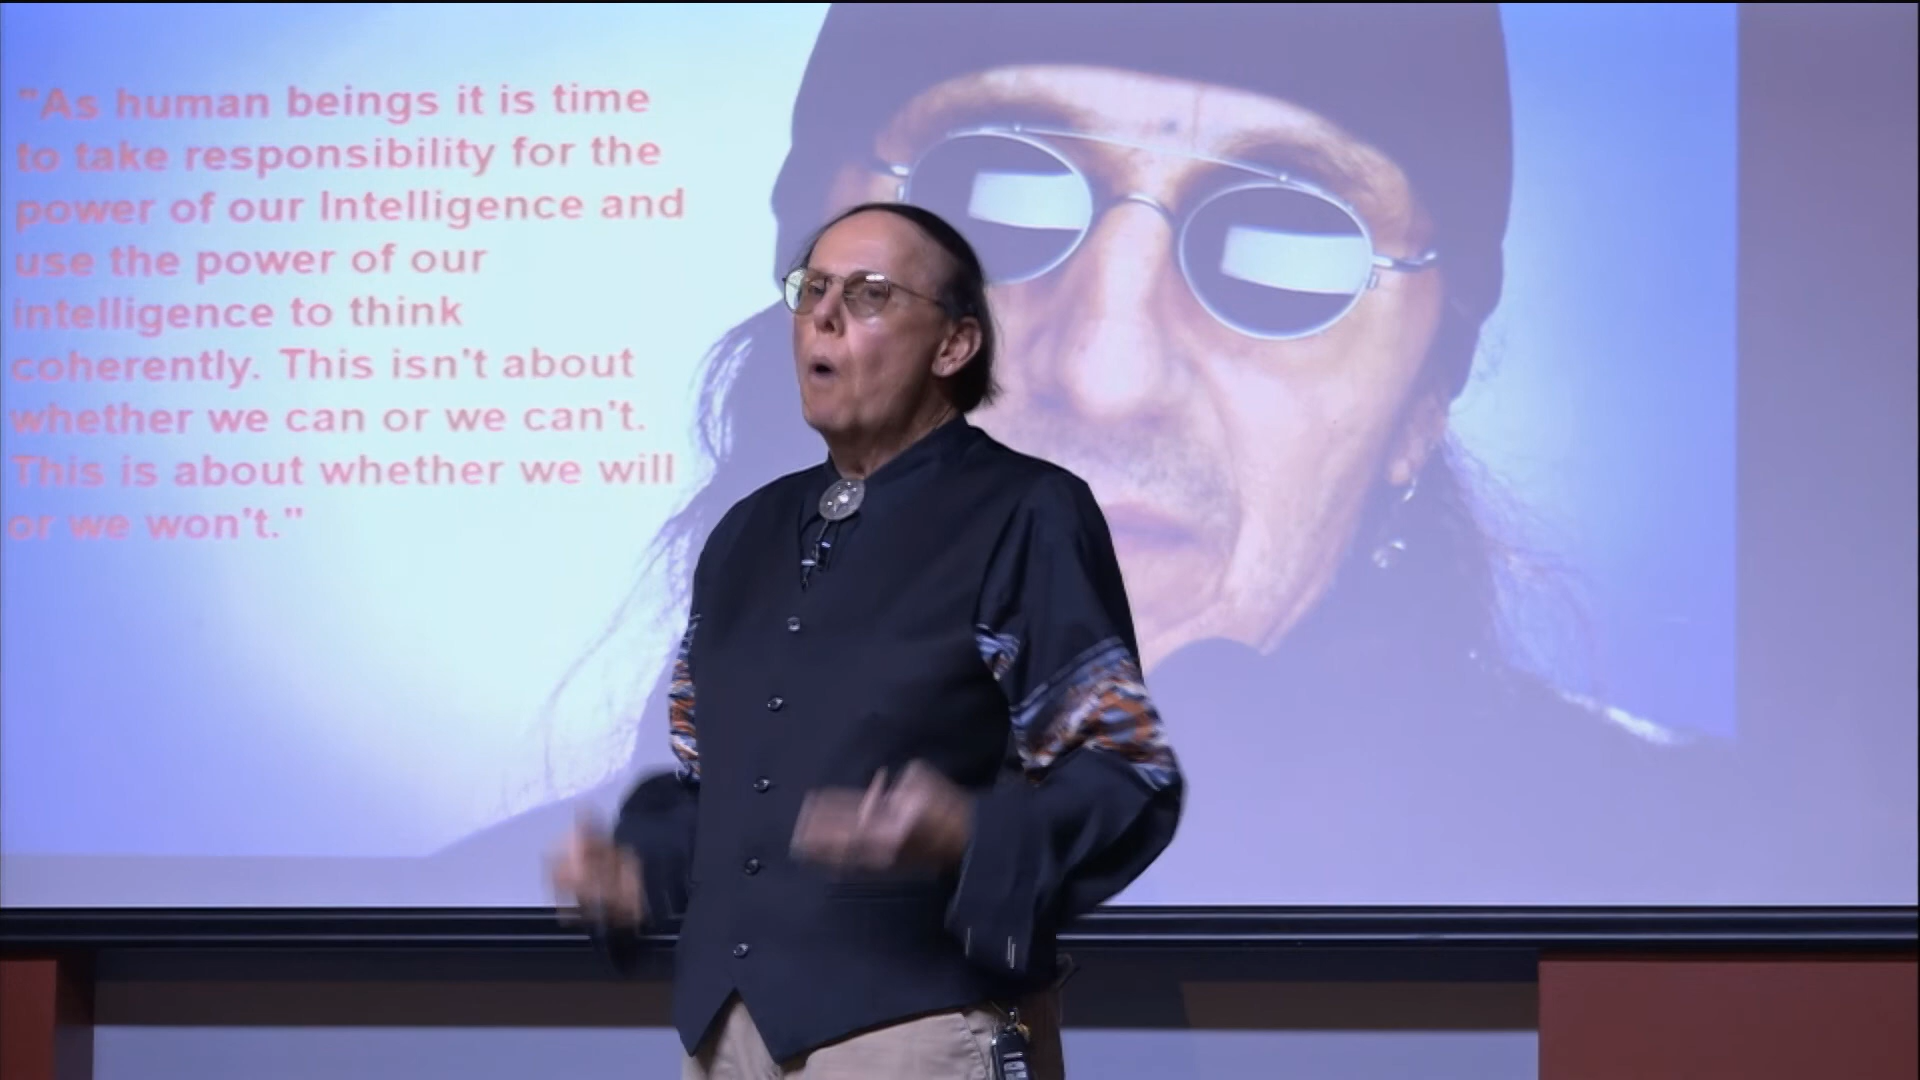 "As human beings it is time
to take responsibility for the
power of our Intelligence and
use the power of our
intelligence to think
coherently. This isn't about
whether we can or we can't.
This is about whether we will
or we won't."